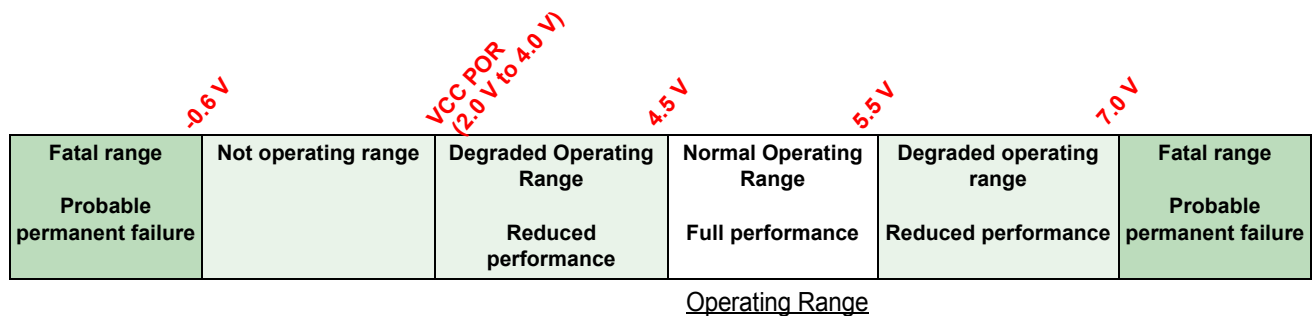 -0.6 V
VCC POR
(2.0 V to 4.0 V)
4.5 V
5.5 V
7.0 V
Fatal range
Probable
permanent failure
Not operating range
Degraded Operating
Range
Reduced
performance
Normal Operating
Range
Full performance
Degraded operating
range
Reduced performance
Fatal range
Probable
permanent failure
Operating Range